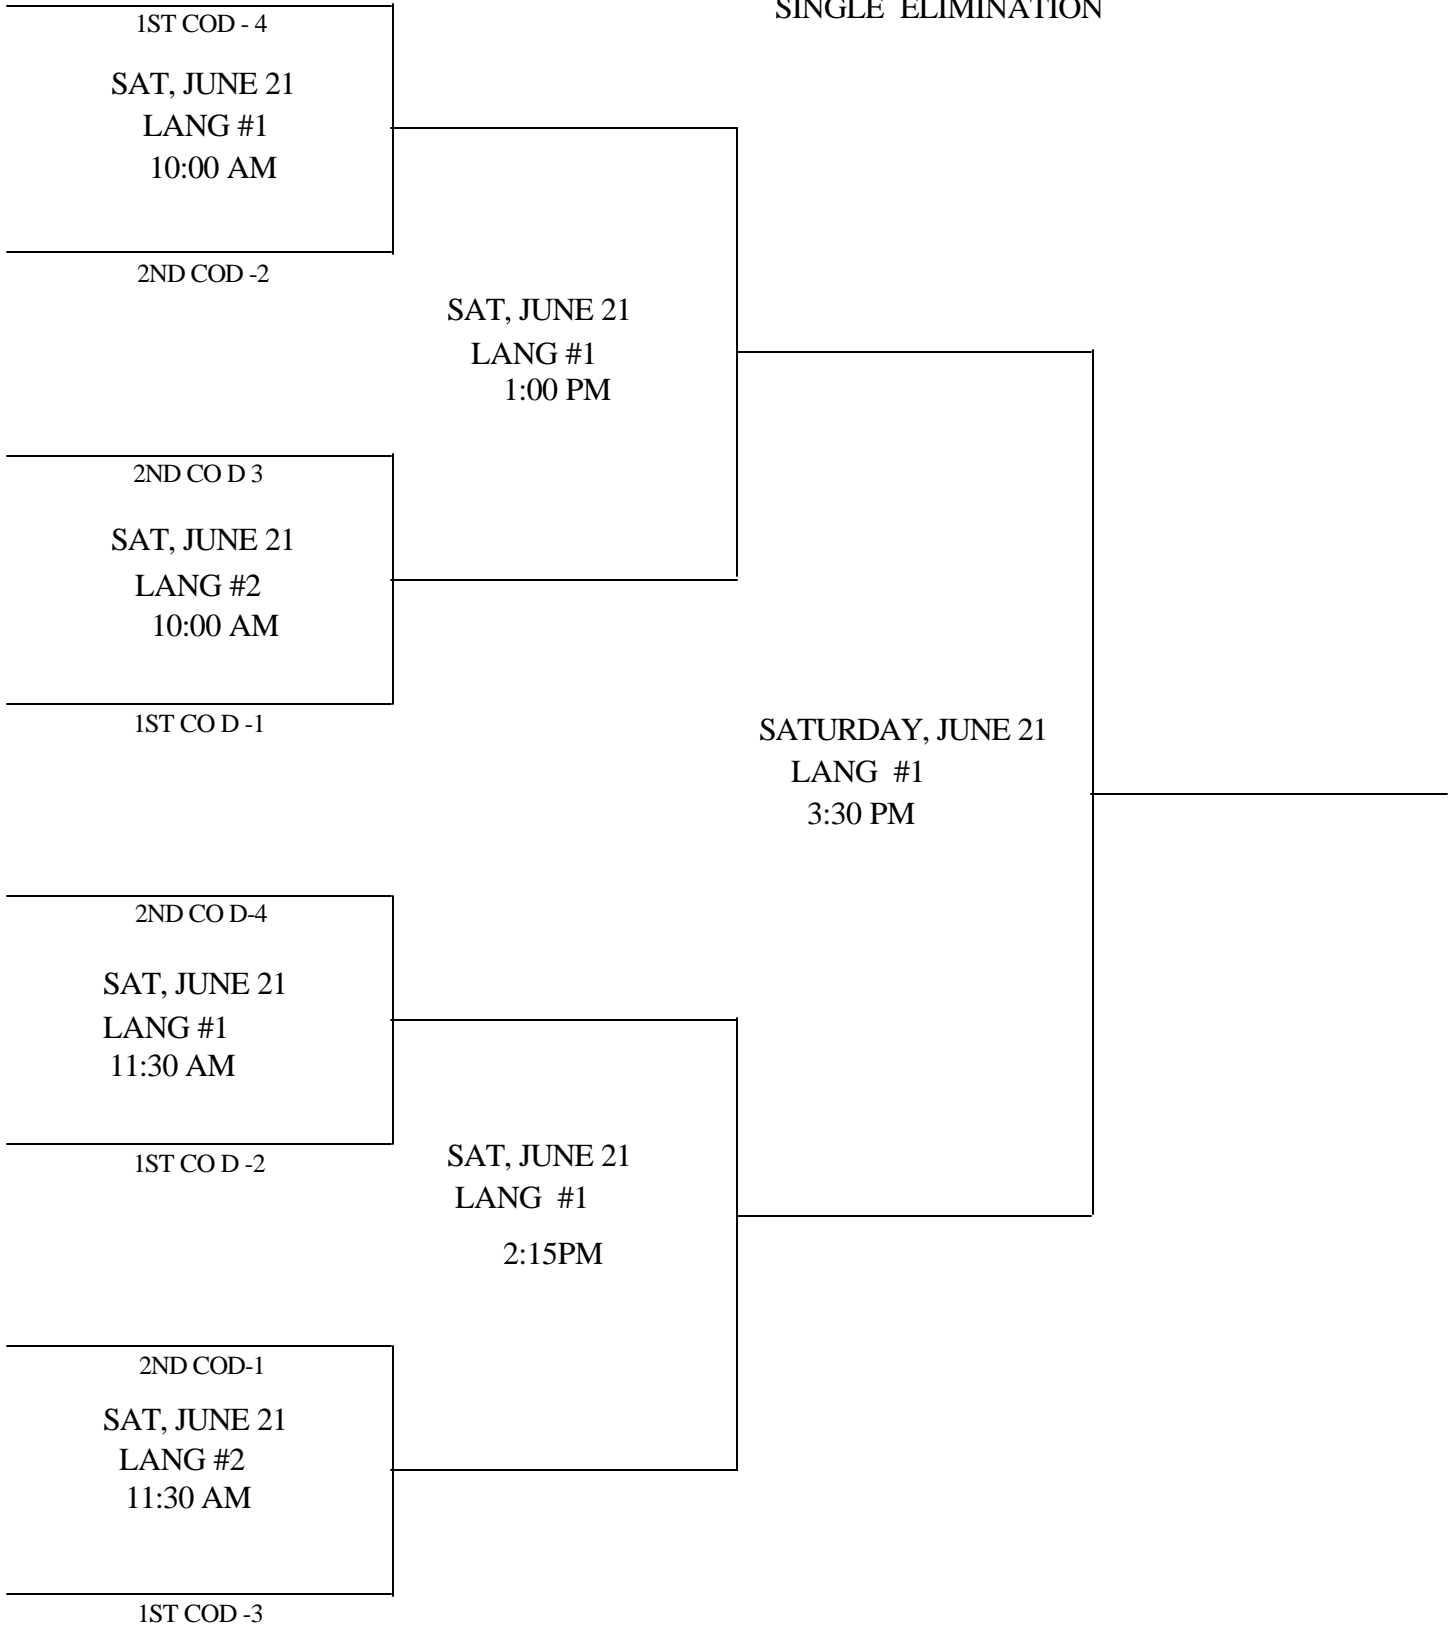 SINGLE ELIMINATION
1ST COD - 4
SAT, JUNE 21
LANG #1
10:00 AM
2ND COD -2
SAT, JUNE 21
LANG #1
1:00 PM
2ND CO D 3
SAT, JUNE 21
LANG #2
10:00 AM
1ST CO D -1
SATURDAY, JUNE 21
LANG #1
3:30 PM
2ND CO D-4
SAT, JUNE 21
LANG #1
11:30 AM
1ST CO D -2
SAT, JUNE 21
LANG #1
2:15PM
2ND COD-1
SAT, JUNE 21
LANG #2
11:30 AM
1ST COD -3